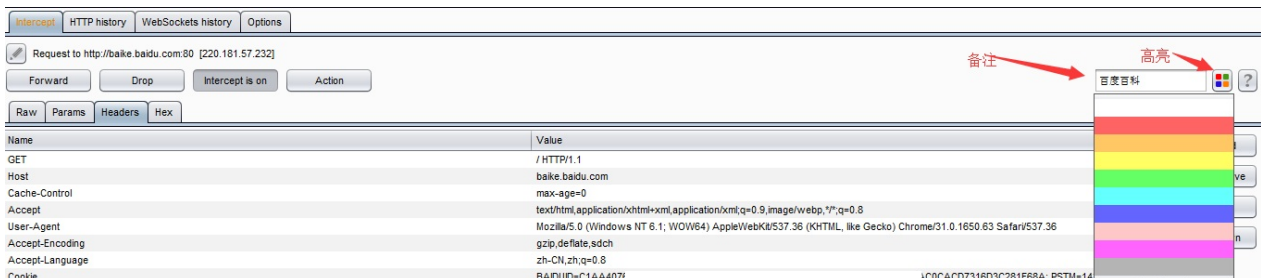 Intercept HTTP history WebSockets history Options
Request to http://baike.baidu.com:80 [220.181.57.232]
备注 高亮
Forward Drop Intercept is on Action 百度百科 ?
Raw Params Headers Hex
Name Value
GET / HTTP/1.1
Host baike.baidu.com
Cache-Control max-age=0
Accept text/html,application/xhtml+xml,application/xml;q=0.9,image/webp,*/*;q=0.8
User-Agent Mozilla/5.0 (Windows NT 6.1; WOW64) AppleWebKit/537.36 (KHTML, like Gecko) Chrome/31.0.1650.63 Safari/537.36
Accept-Encoding gzip,deflate,sdch
Accept-Language zh-CN,zh;q=0.8
Cookie